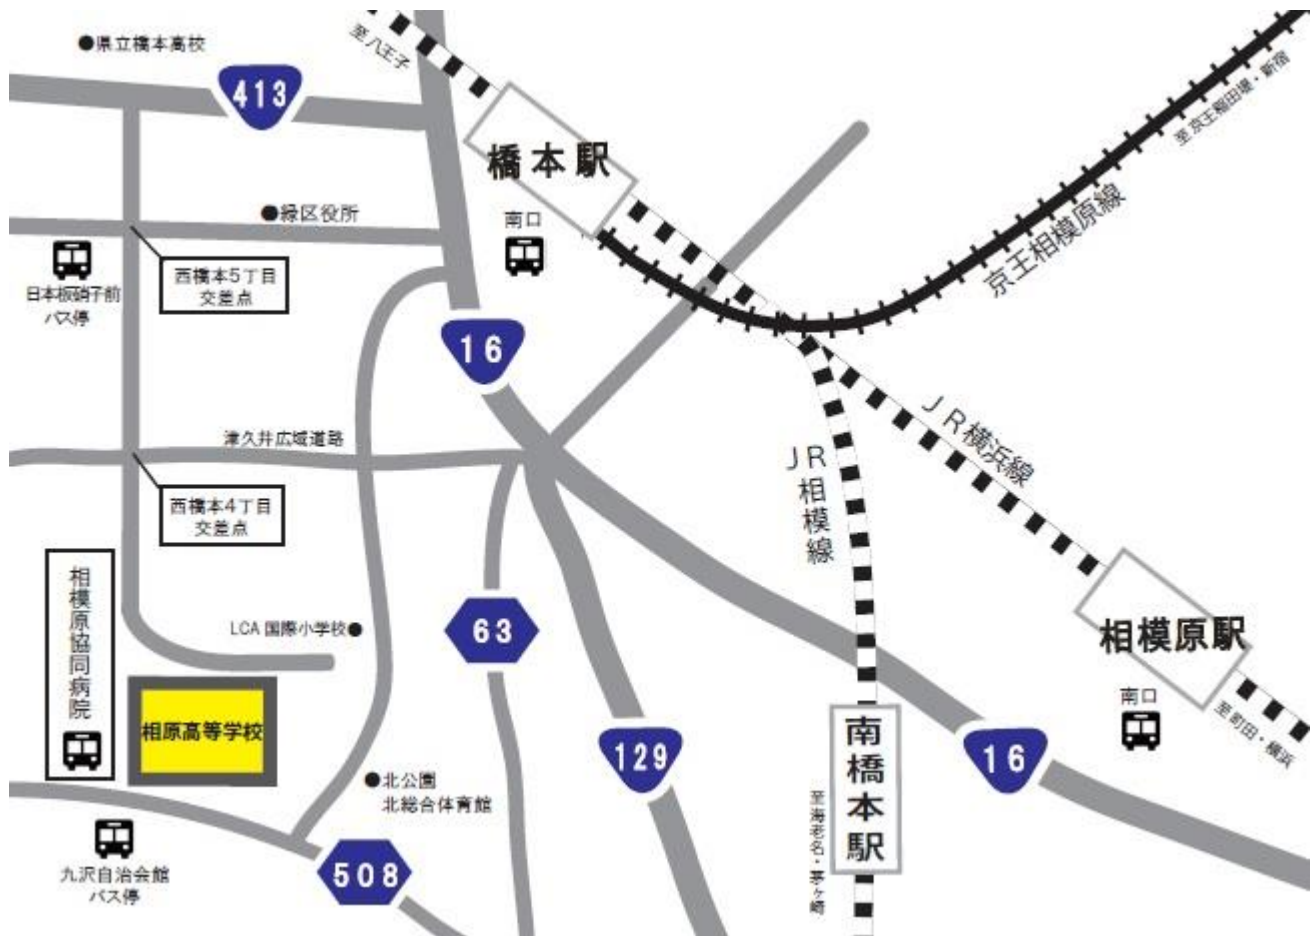 ●県立橋本高校
413
至八王子
橋本駅
南口
至京王稲田堤・新宿
京王相模原線
●緑区役所
日本板硝子前
バス停
西橋本5丁目
交差点
16
津久井広域道路
西橋本4丁目
交差点
JR横浜線
JR
相模線
相模原協同病院
LCA 国際小学校●
63
相原高等学校
相模原駅
南口
至町田・横浜
129
16
南橋本駅
至海老名・茅ヶ崎
●北公園
北総合体育館
九沢自治会館
バス停
508